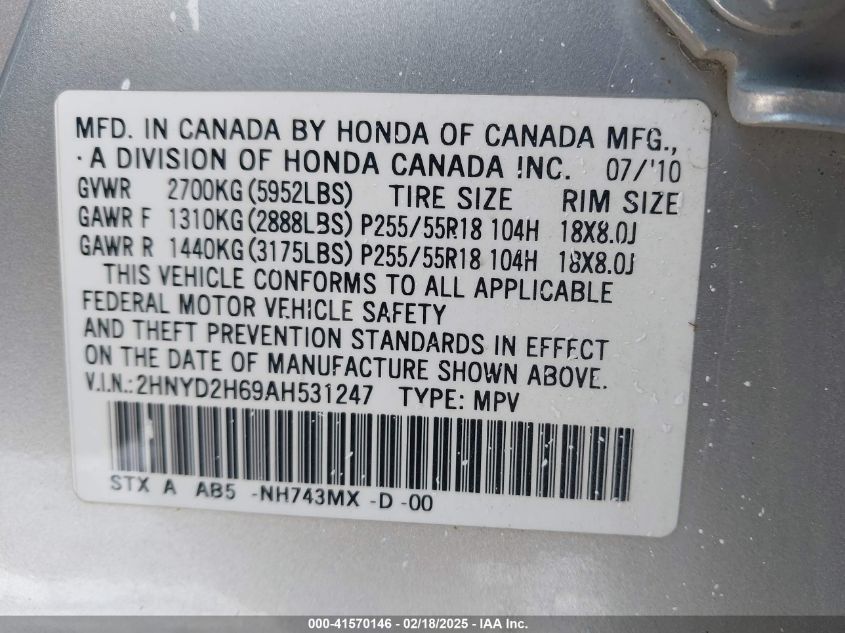 MFD. IN CANADA BY HONDA OF CANADA MFG.,
·A DIVISION OF HONDA CANADA INC. 07/'10
GVWR 2700KG(5952LBS) TIRE SIZE RIM SIZE
GAWR F 1310KG(2888LBS) P255/55R18 104H 18X8.0J
GAWR R 1440KG(3175LBS) P255/55R18 104H 18X8.0J
THIS VEHICLE CONFORMS TO ALL APPLICABLE
FEDERAL MOTOR VEHICLE SAFETY
AND THEFT PREVENTION STANDARDS IN EFFECT
ON THE DATE OF MANUFACTURE SHOWN ABOVE.
V.I.N.:2HNYD2H69AH531247 TYPE: MPV
STX A AB5 -NH743MX -D -00
000-41570146 - 02/18/2025 - IAA Inc.